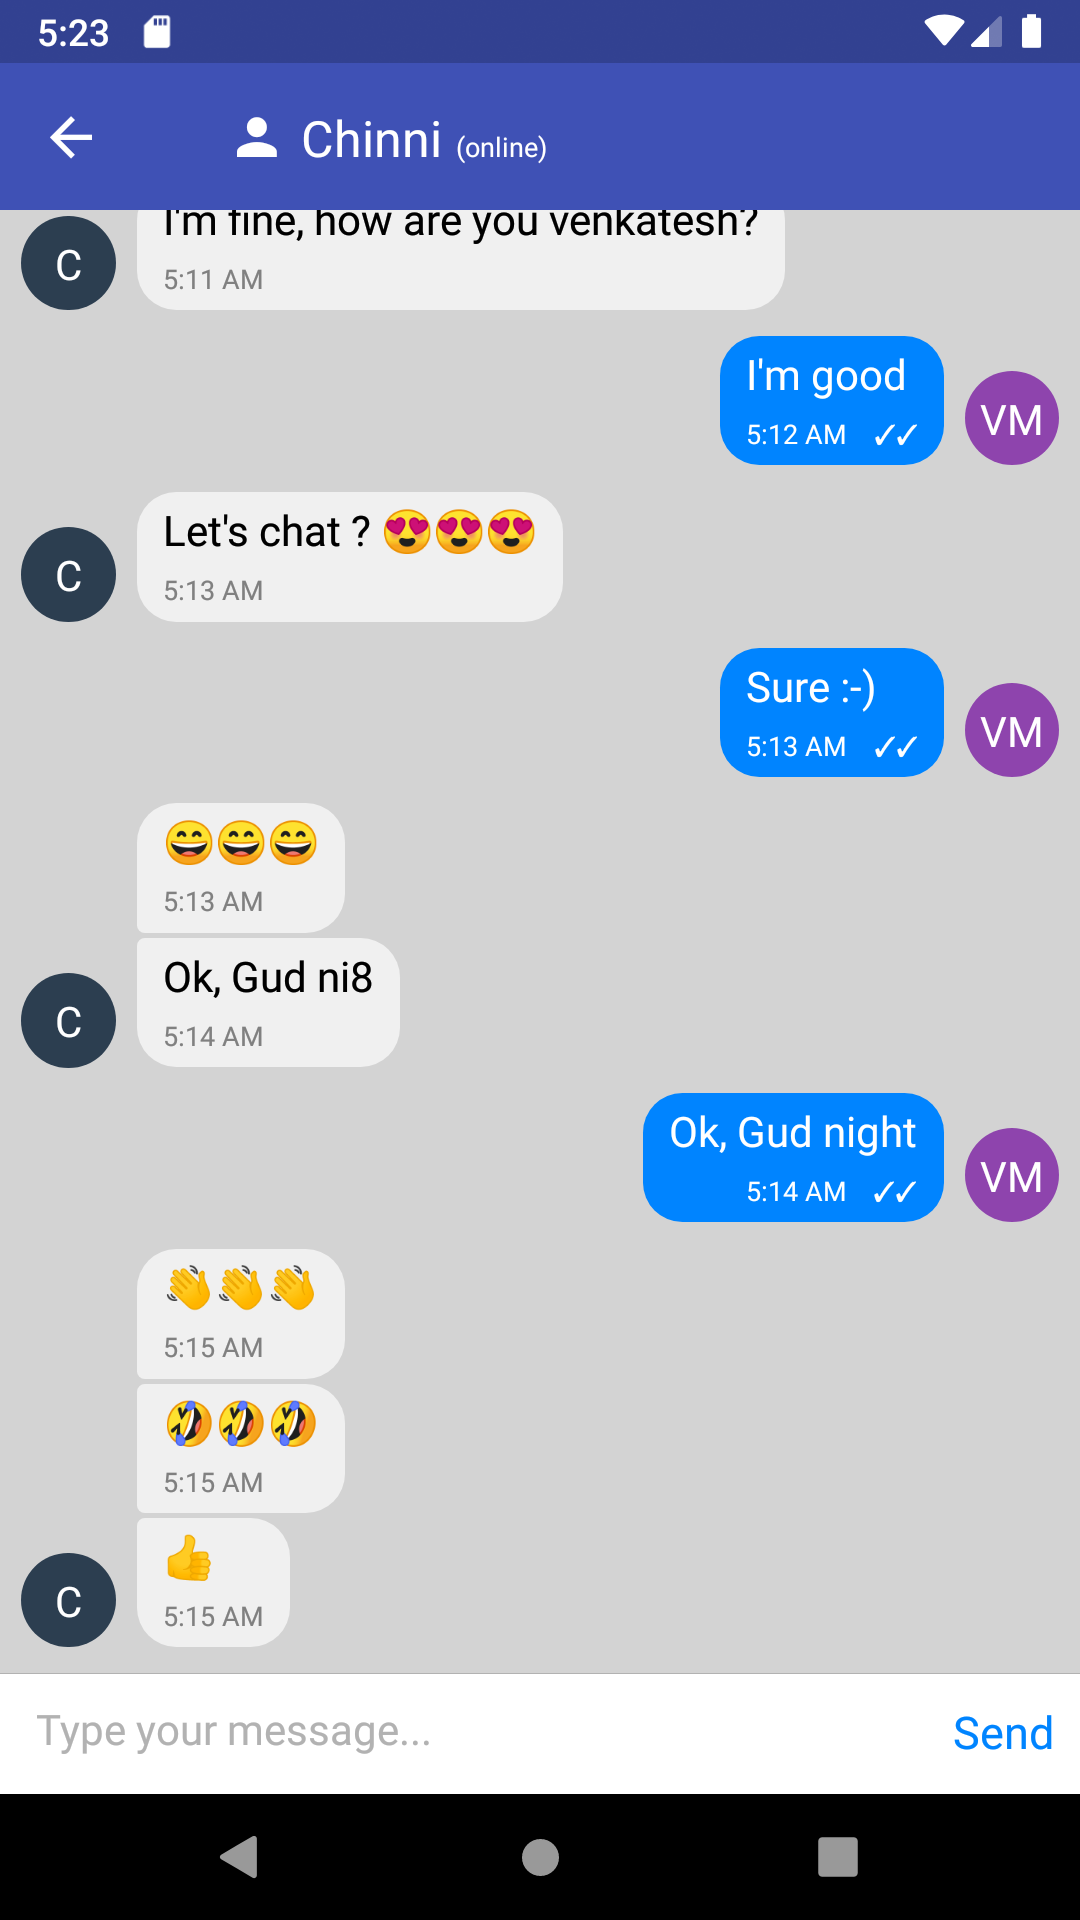 5:23
Chinni (online)
I'm fine, how are you venkatesh?
C
5:11 AM
I'm good
VM
5:12 AM ✓✓
Let's chat ? 😍😍😍
C
5:13 AM
Sure :-)
VM
5:13 AM ✓✓
😄😄😄
5:13 AM
Ok, Gud ni8
C
5:14 AM
Ok, Gud night
VM
5:14 AM ✓✓
👋👋👋
5:15 AM
🤣🤣🤣
5:15 AM
👍
C
5:15 AM
Type your message...
Send